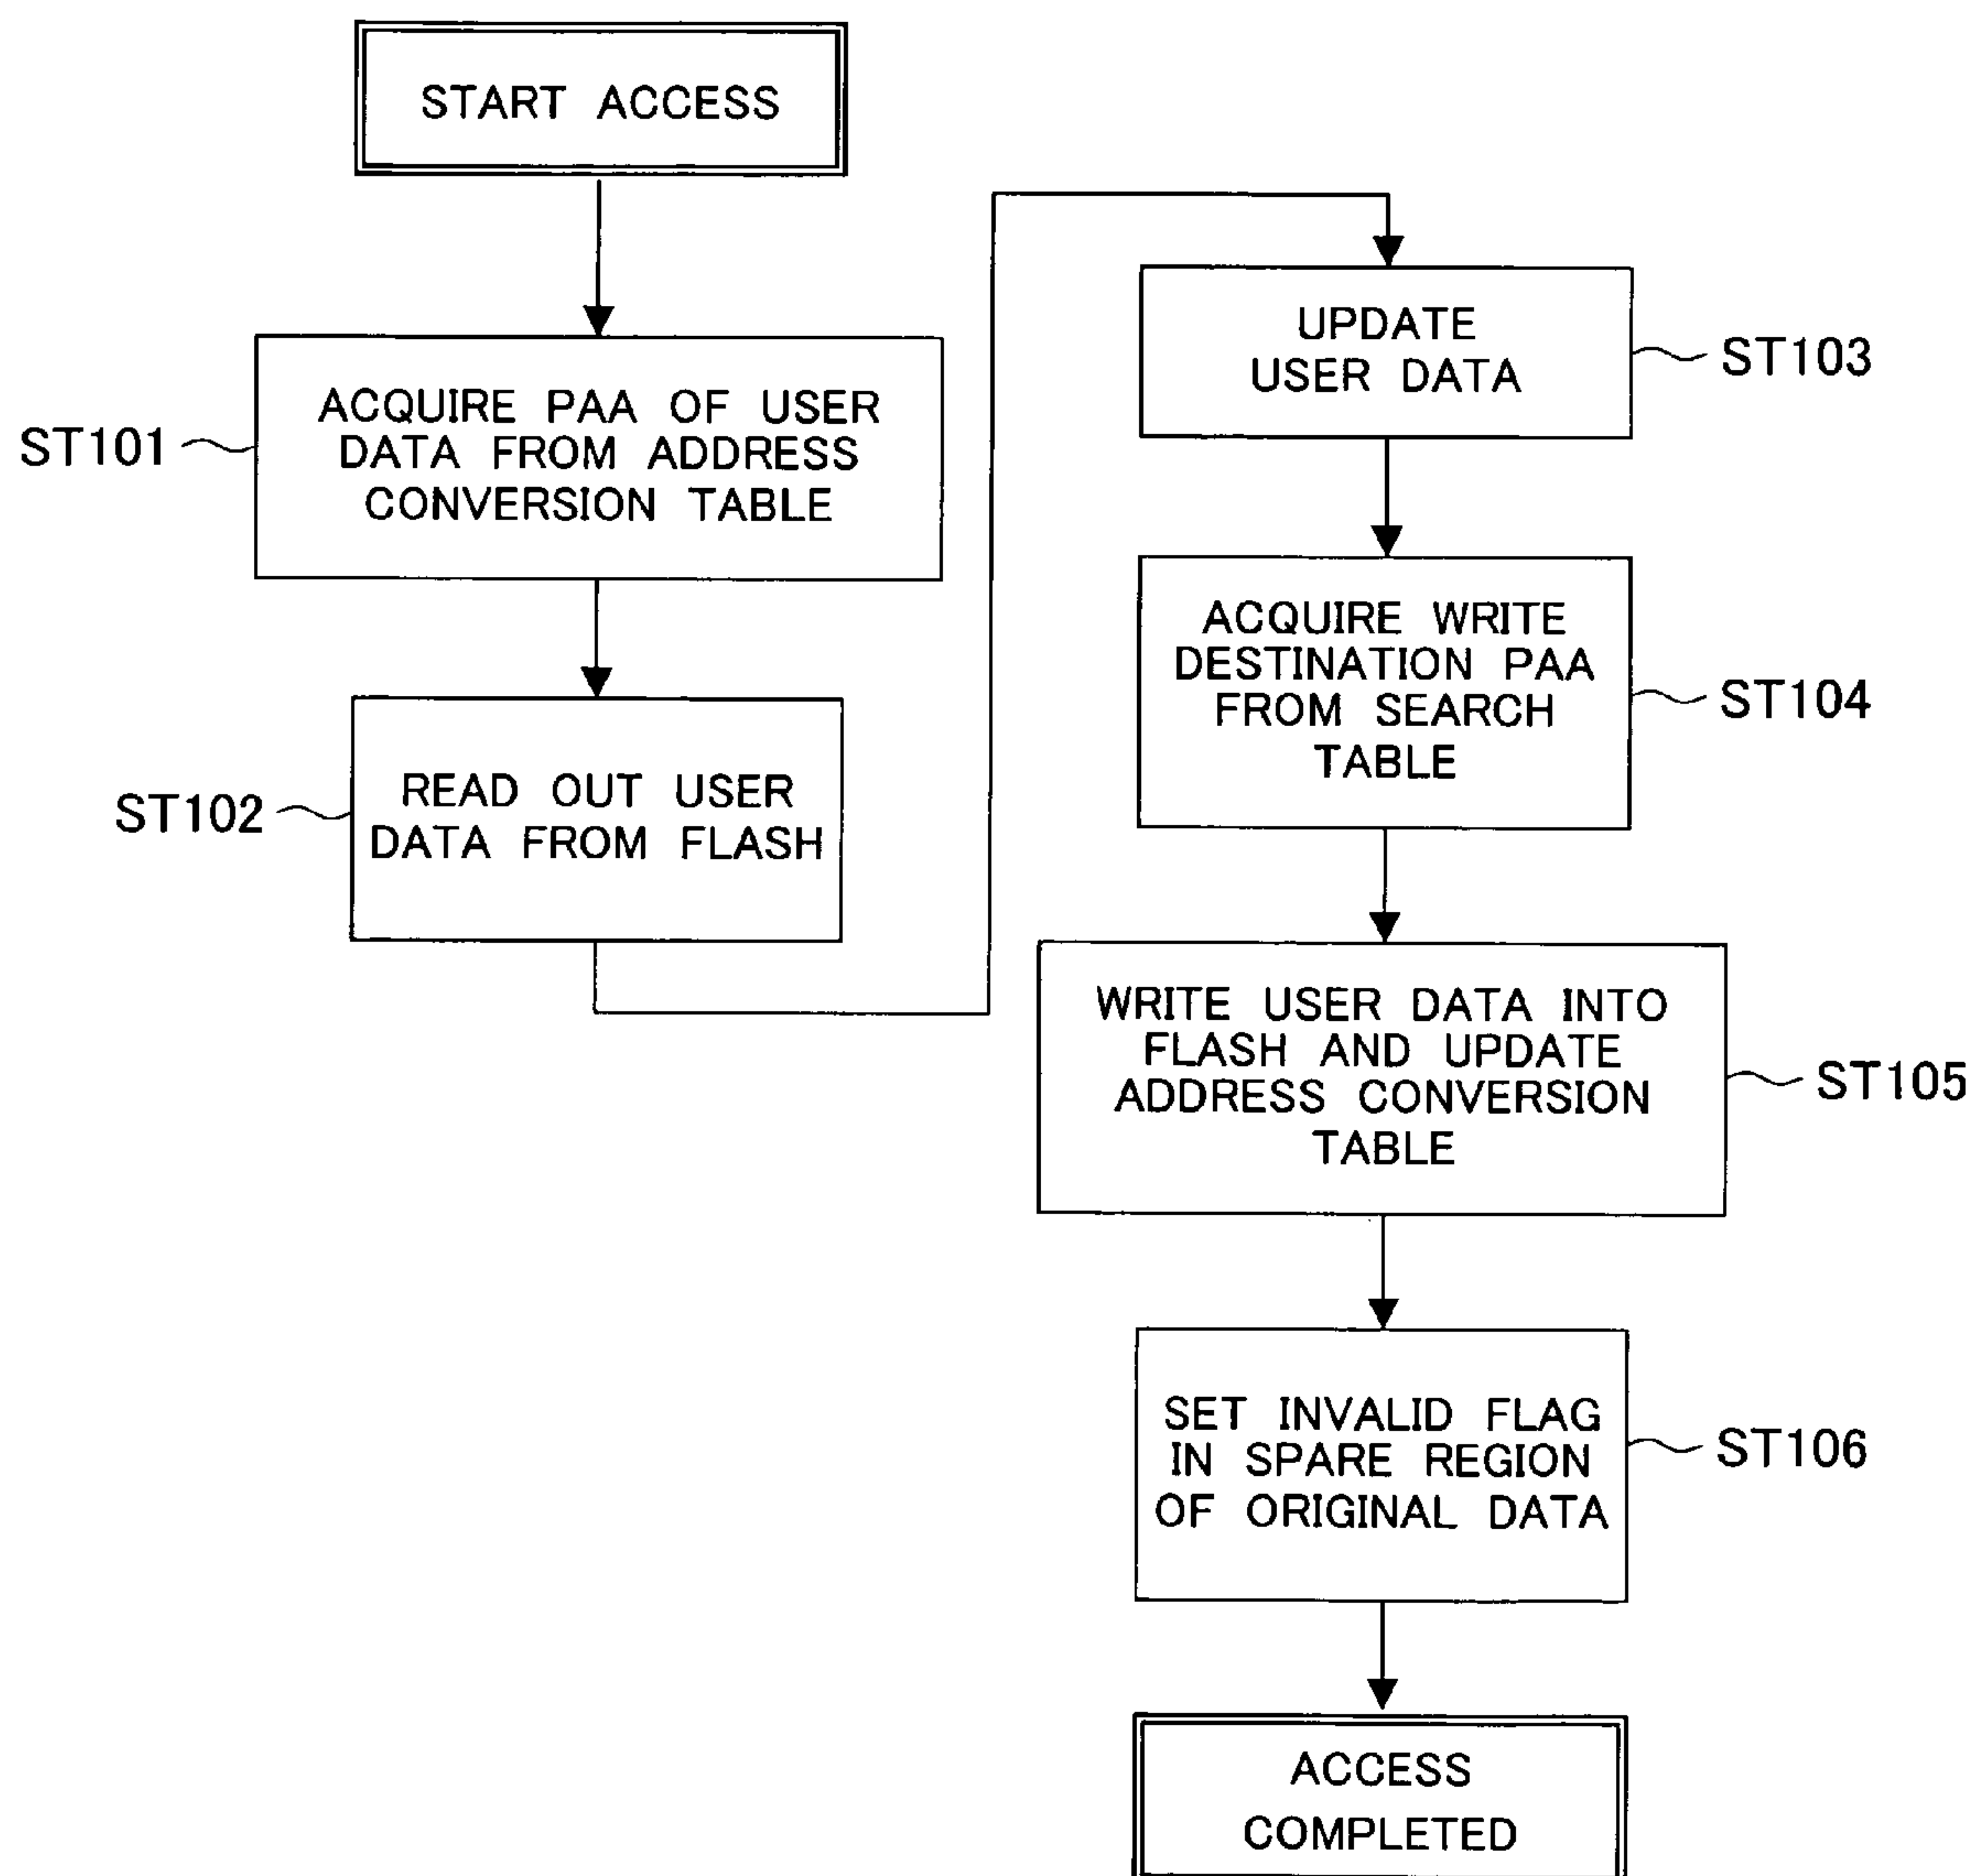 START ACCESS
ST101
ACQUIRE PAA OF USER
DATA FROM ADDRESS
CONVERSION TABLE
ST102
READ OUT USER
DATA FROM FLASH
UPDATE
USER DATA
ST103
ACQUIRE WRITE
DESTINATION PAA
FROM SEARCH
TABLE
ST104
WRITE USER DATA INTO
FLASH AND UPDATE
ADDRESS CONVERSION
TABLE
ST105
SET INVALID FLAG
IN SPARE REGION
OF ORIGINAL DATA
ST106
ACCESS
COMPLETED